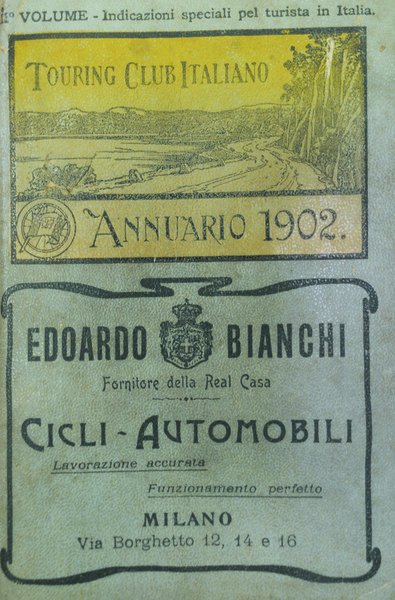 1º VOLUME - Indicazioni speciali pel turista in Italia.
TOURING CLUB ITALIANO
ANNUARIO 1902.
EDOARDO BIANCHI
Fornitore della Real Casa
CICLI - AUTOMOBILI
Lavorazione accurata
Funzionamento perfetto
MILANO
Via Borghetto 12, 14 e 16